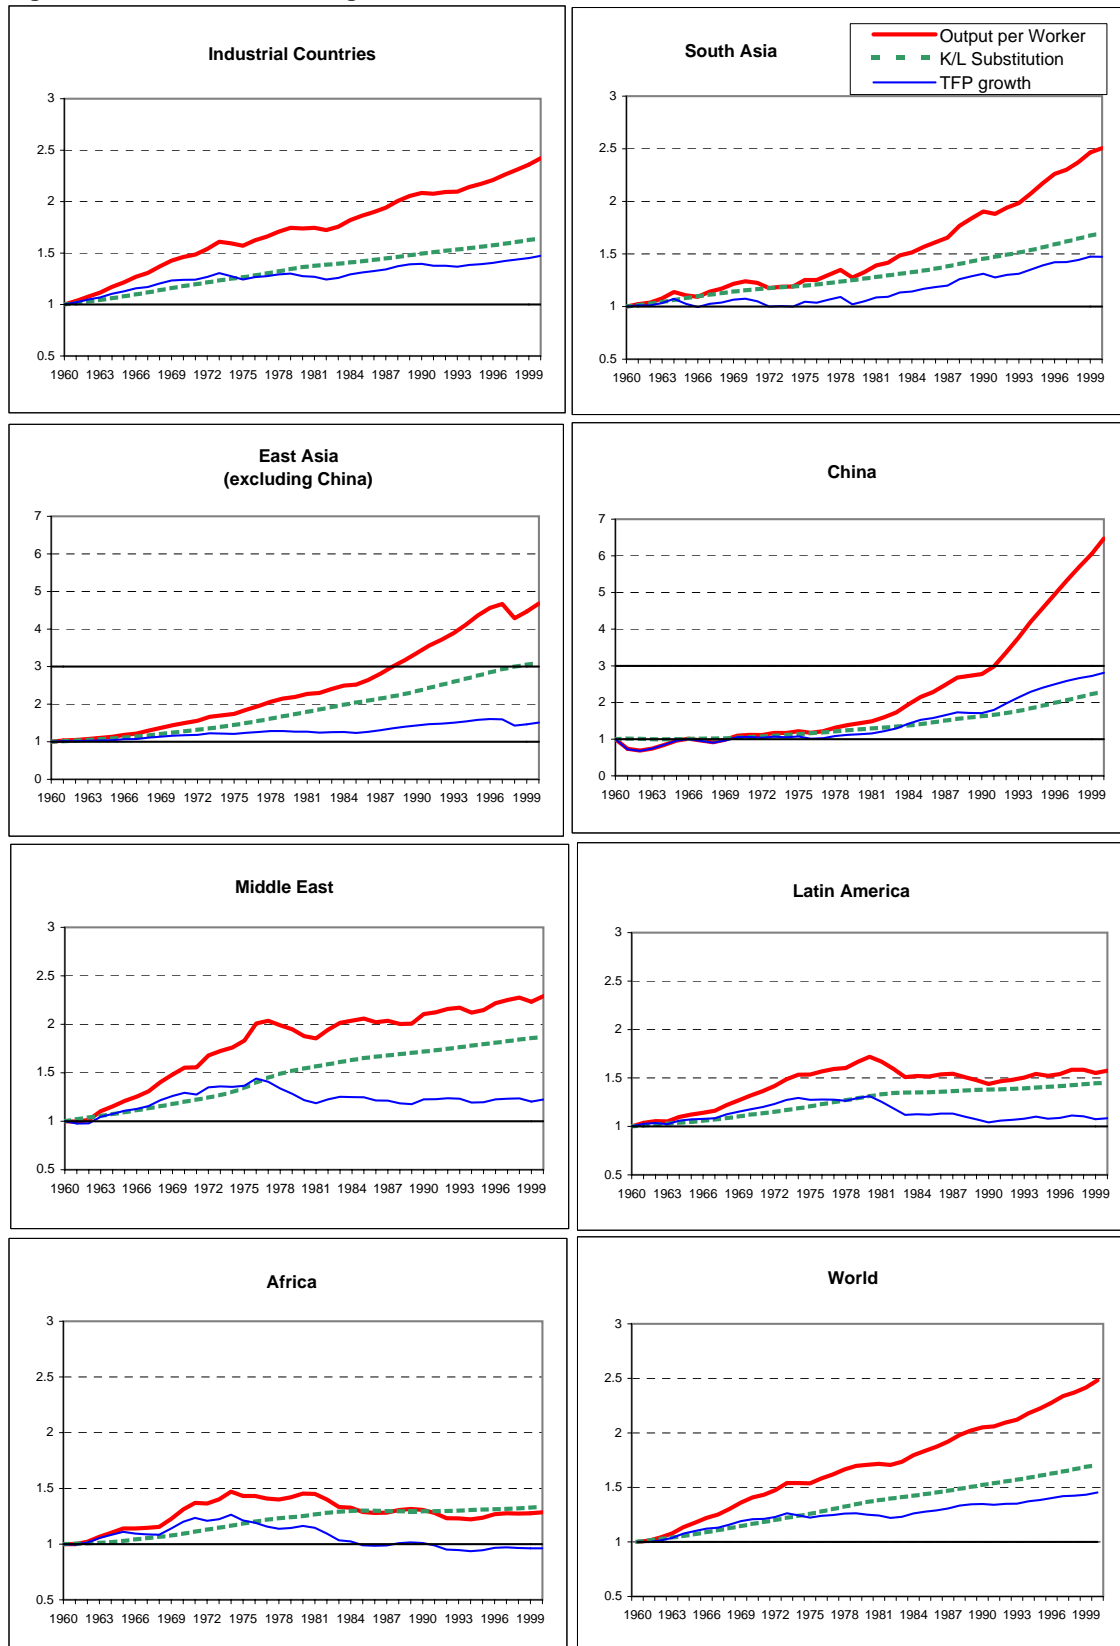 Industrial Countries
3
2.5
2
1.5
1
0.5
1960 1963 1966 1969 1972 1975 1978 1981 1984 1987 1990 1993 1996 1999
South Asia
Output per Worker
K/L Substitution
TFP growth
3
2.5
2
1.5
1
0.5
1960 1963 1966 1969 1972 1975 1978 1981 1984 1987 1990 1993 1996 1999
East Asia
(excluding China)
7
6
5
4
3
2
1
0
1960 1963 1966 1969 1972 1975 1978 1981 1984 1987 1990 1993 1996 1999
China
7
6
5
4
3
2
1
0
1960 1963 1966 1969 1972 1975 1978 1981 1984 1987 1990 1993 1996 1999
Middle East
3
2.5
2
1.5
1
0.5
1960 1963 1966 1969 1972 1975 1978 1981 1984 1987 1990 1993 1996 1999
Latin America
3
2.5
2
1.5
1
0.5
1960 1963 1966 1969 1972 1975 1978 1981 1984 1987 1990 1993 1996 1999
Africa
3
2.5
2
1.5
1
0.5
1960 1963 1966 1969 1972 1975 1978 1981 1984 1987 1990 1993 1996 1999
World
3
2.5
2
1.5
1
0.5
1960 1963 1966 1969 1972 1975 1978 1981 1984 1987 1990 1993 1996 1999